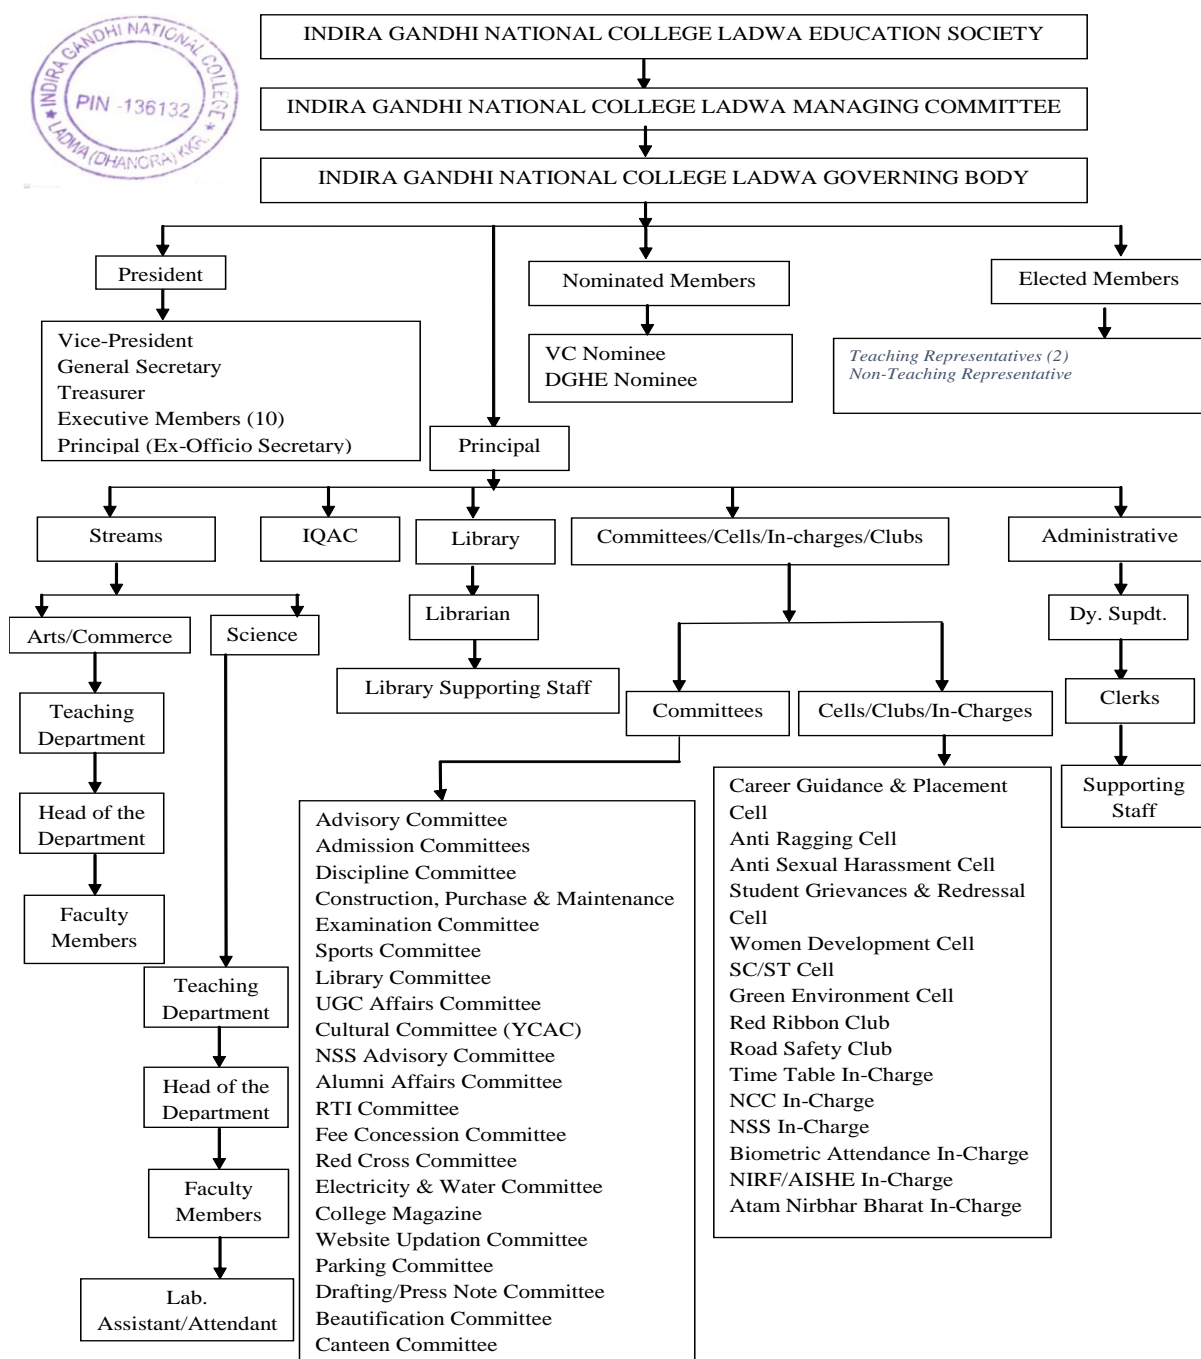 INDIRA GANDHI NATIONAL COLLEGE
PIN -136132
LADWA (DHANORA) KKR.
INDIRA GANDHI NATIONAL COLLEGE LADWA EDUCATION SOCIETY
INDIRA GANDHI NATIONAL COLLEGE LADWA MANAGING COMMITTEE
INDIRA GANDHI NATIONAL COLLEGE LADWA GOVERNING BODY
President
Nominated Members
Elected Members
Vice-President
General Secretary
Treasurer
Executive Members (10)
Principal (Ex-Officio Secretary)
VC Nominee
DGHE Nominee
Teaching Representatives (2)
Non-Teaching Representative
Principal
Streams
IQAC
Library
Committees/Cells/In-charges/Clubs
Administrative
Arts/Commerce
Science
Librarian
Dy. Supdt.
Library Supporting Staff
Teaching
Department
Committees
Cells/Clubs/In-Charges
Clerks
Head of the
Department
Faculty
Members
Supporting
Staff
Teaching
Department
Head of the
Department
Faculty
Members
Lab.
Assistant/Attendant
Advisory Committee
Admission Committees
Discipline Committee
Construction, Purchase & Maintenance
Examination Committee
Sports Committee
Library Committee
UGC Affairs Committee
Cultural Committee (YCAC)
NSS Advisory Committee
Alumni Affairs Committee
RTI Committee
Fee Concession Committee
Red Cross Committee
Electricity & Water Committee
College Magazine
Website Updation Committee
Parking Committee
Drafting/Press Note Committee
Beautification Committee
Canteen Committee
Career Guidance & Placement
Cell
Anti Ragging Cell
Anti Sexual Harassment Cell
Student Grievances & Redressal
Cell
Women Development Cell
SC/ST Cell
Green Environment Cell
Red Ribbon Club
Road Safety Club
Time Table In-Charge
NCC In-Charge
NSS In-Charge
Biometric Attendance In-Charge
NIRF/AISHE In-Charge
Atam Nirbhar Bharat In-Charge